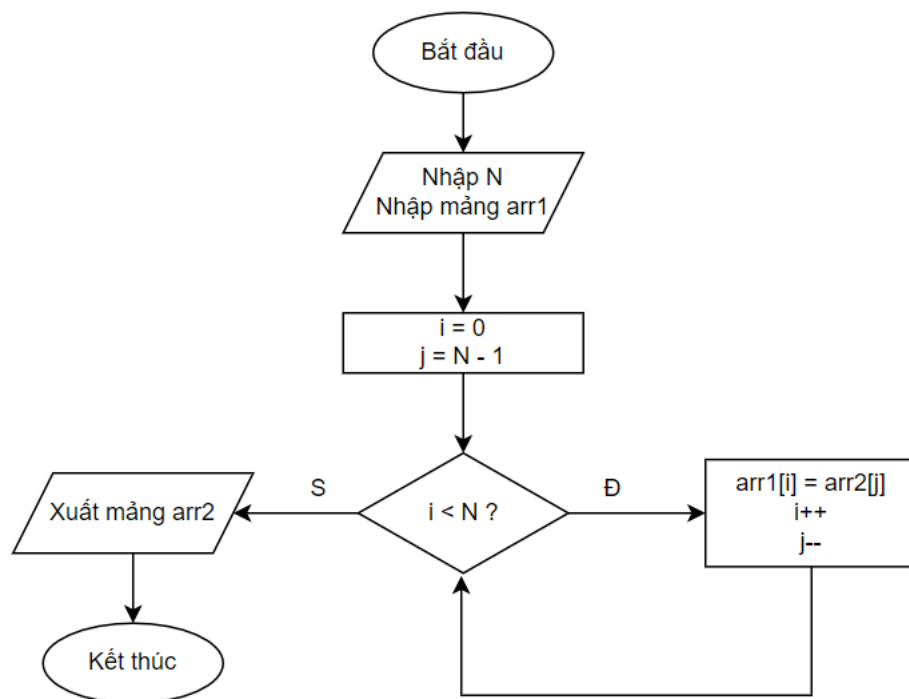 Bắt đầu
Nhập N
Nhập mảng arr1
i = 0
j = N - 1
i < N ?
Đ
arr1[i] = arr2[j]
i++
j--
S
Xuất mảng arr2
Kết thúc